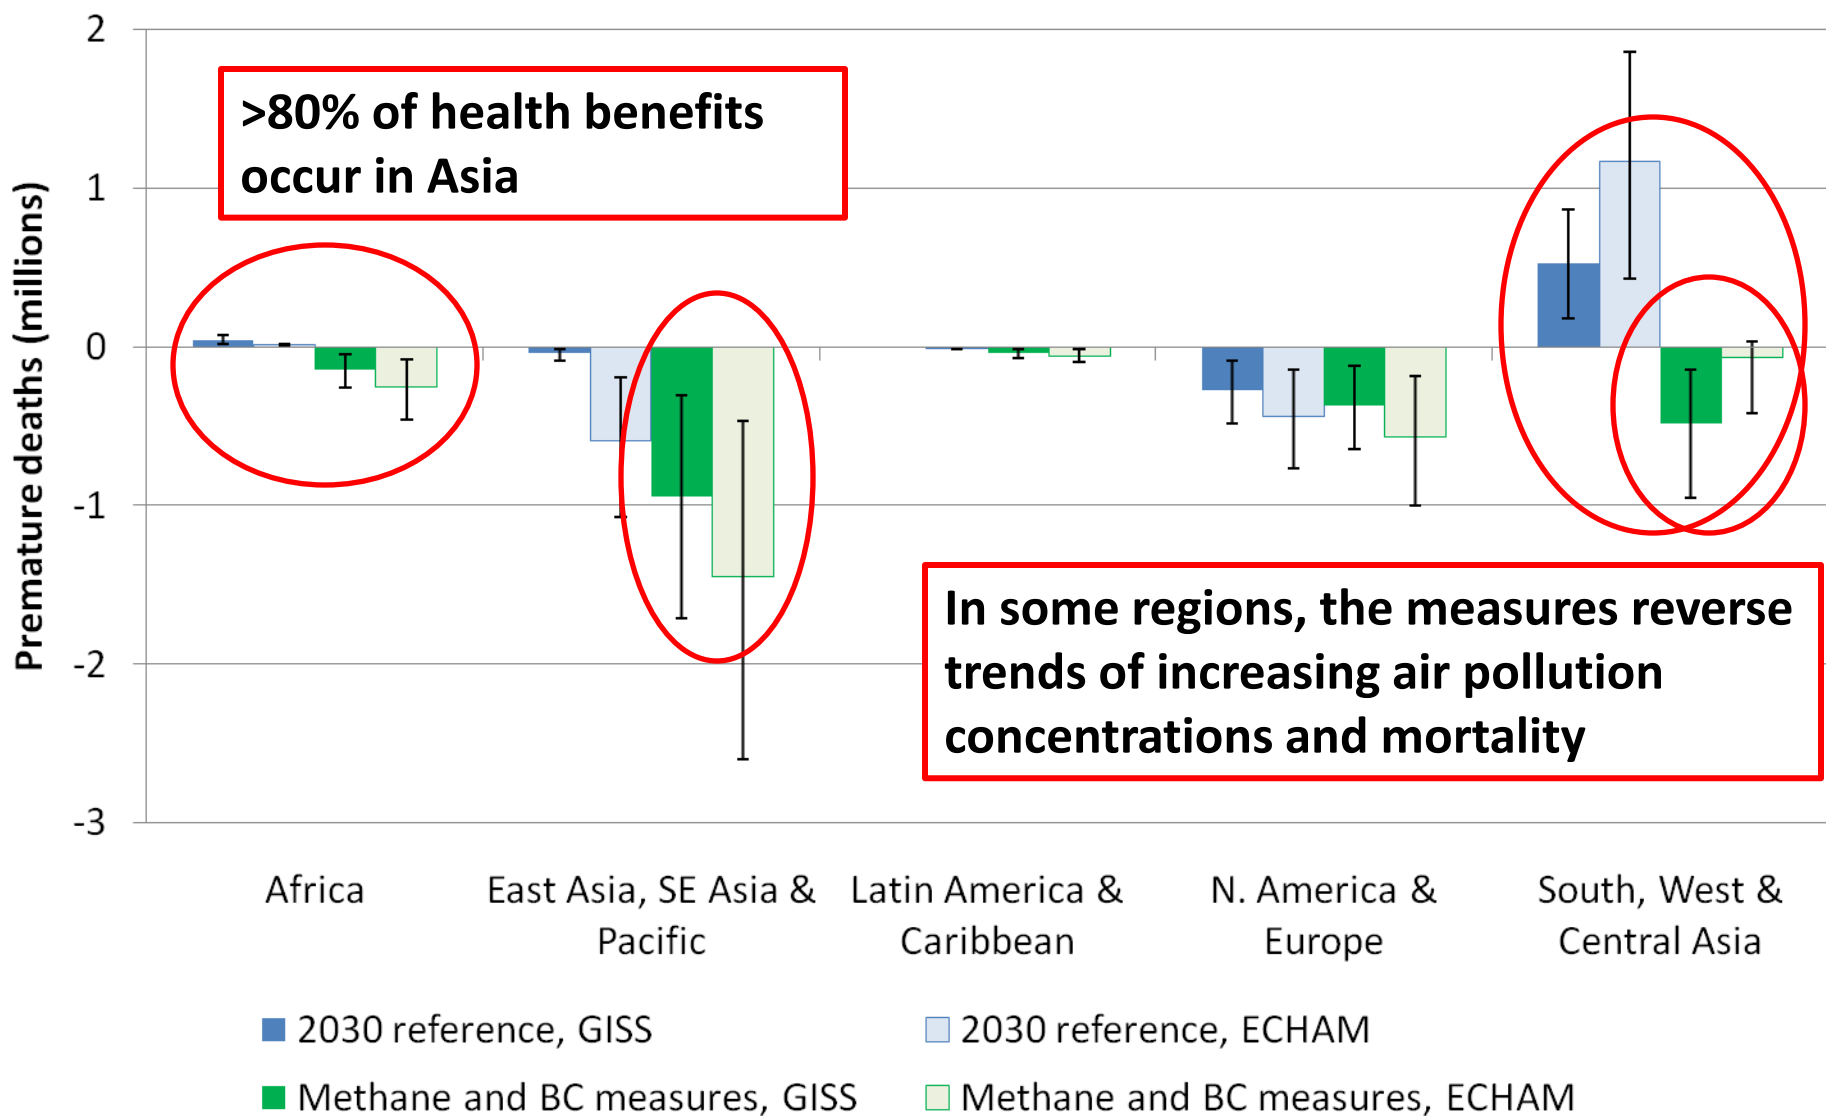 2
>80% of health benefits
occur in Asia
1
0
-1
-2
-3
Premature deaths (millions)
In some regions, the measures reverse
trends of increasing air pollution
concentrations and mortality
Africa
East Asia, SE Asia &
Pacific
Latin America &
Caribbean
N. America &
Europe
South, West &
Central Asia
2030 reference, GISS
2030 reference, ECHAM
Methane and BC measures, GISS
Methane and BC measures, ECHAM